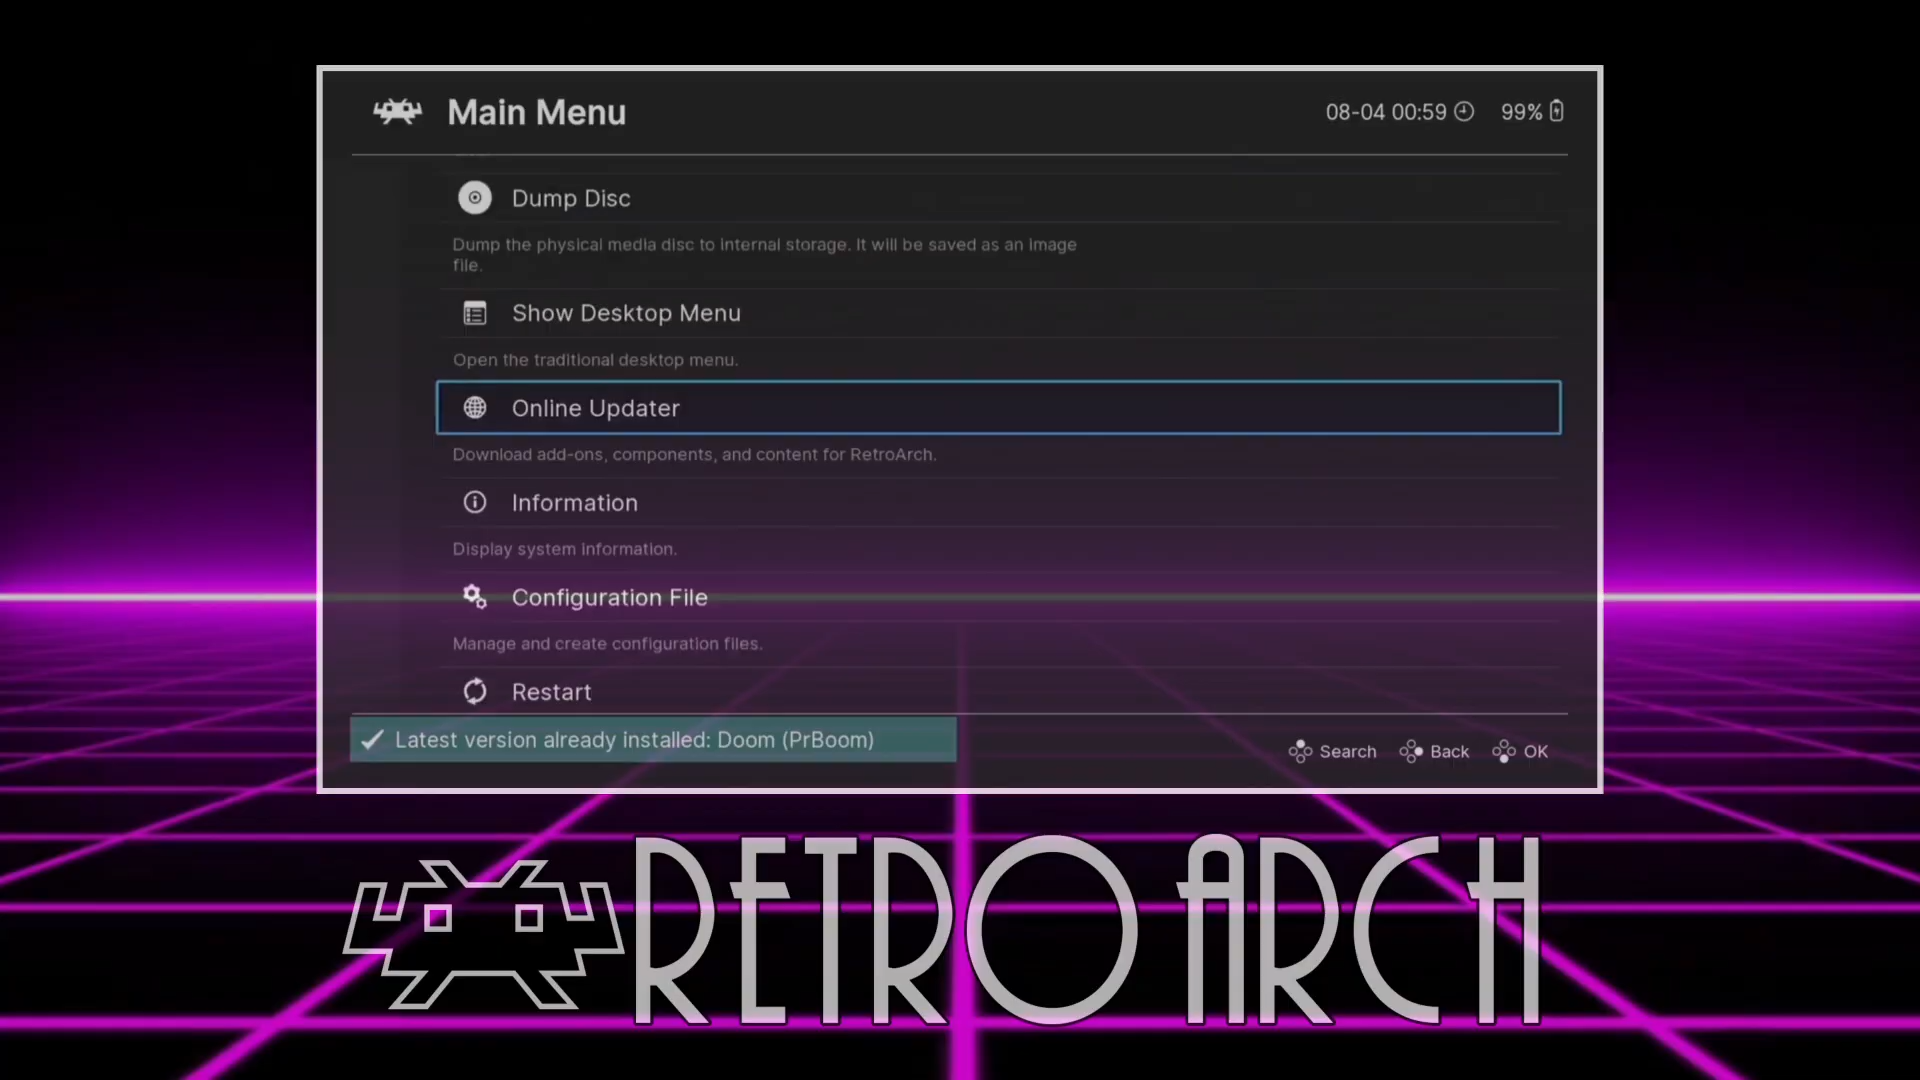 Main Menu
08-04 00:59
99%
Dump Disc
Dump the physical media disc to internal storage. It will be saved as an image
file.
Show Desktop Menu
Open the traditional desktop menu.
Online Updater
Download add-ons, components, and content for RetroArch.
Information
Display system information.
Configuration File
Manage and create configuration files.
Restart
Latest version already installed: Doom (PrBoom)
Search
Back
OK
RETRO ARCH